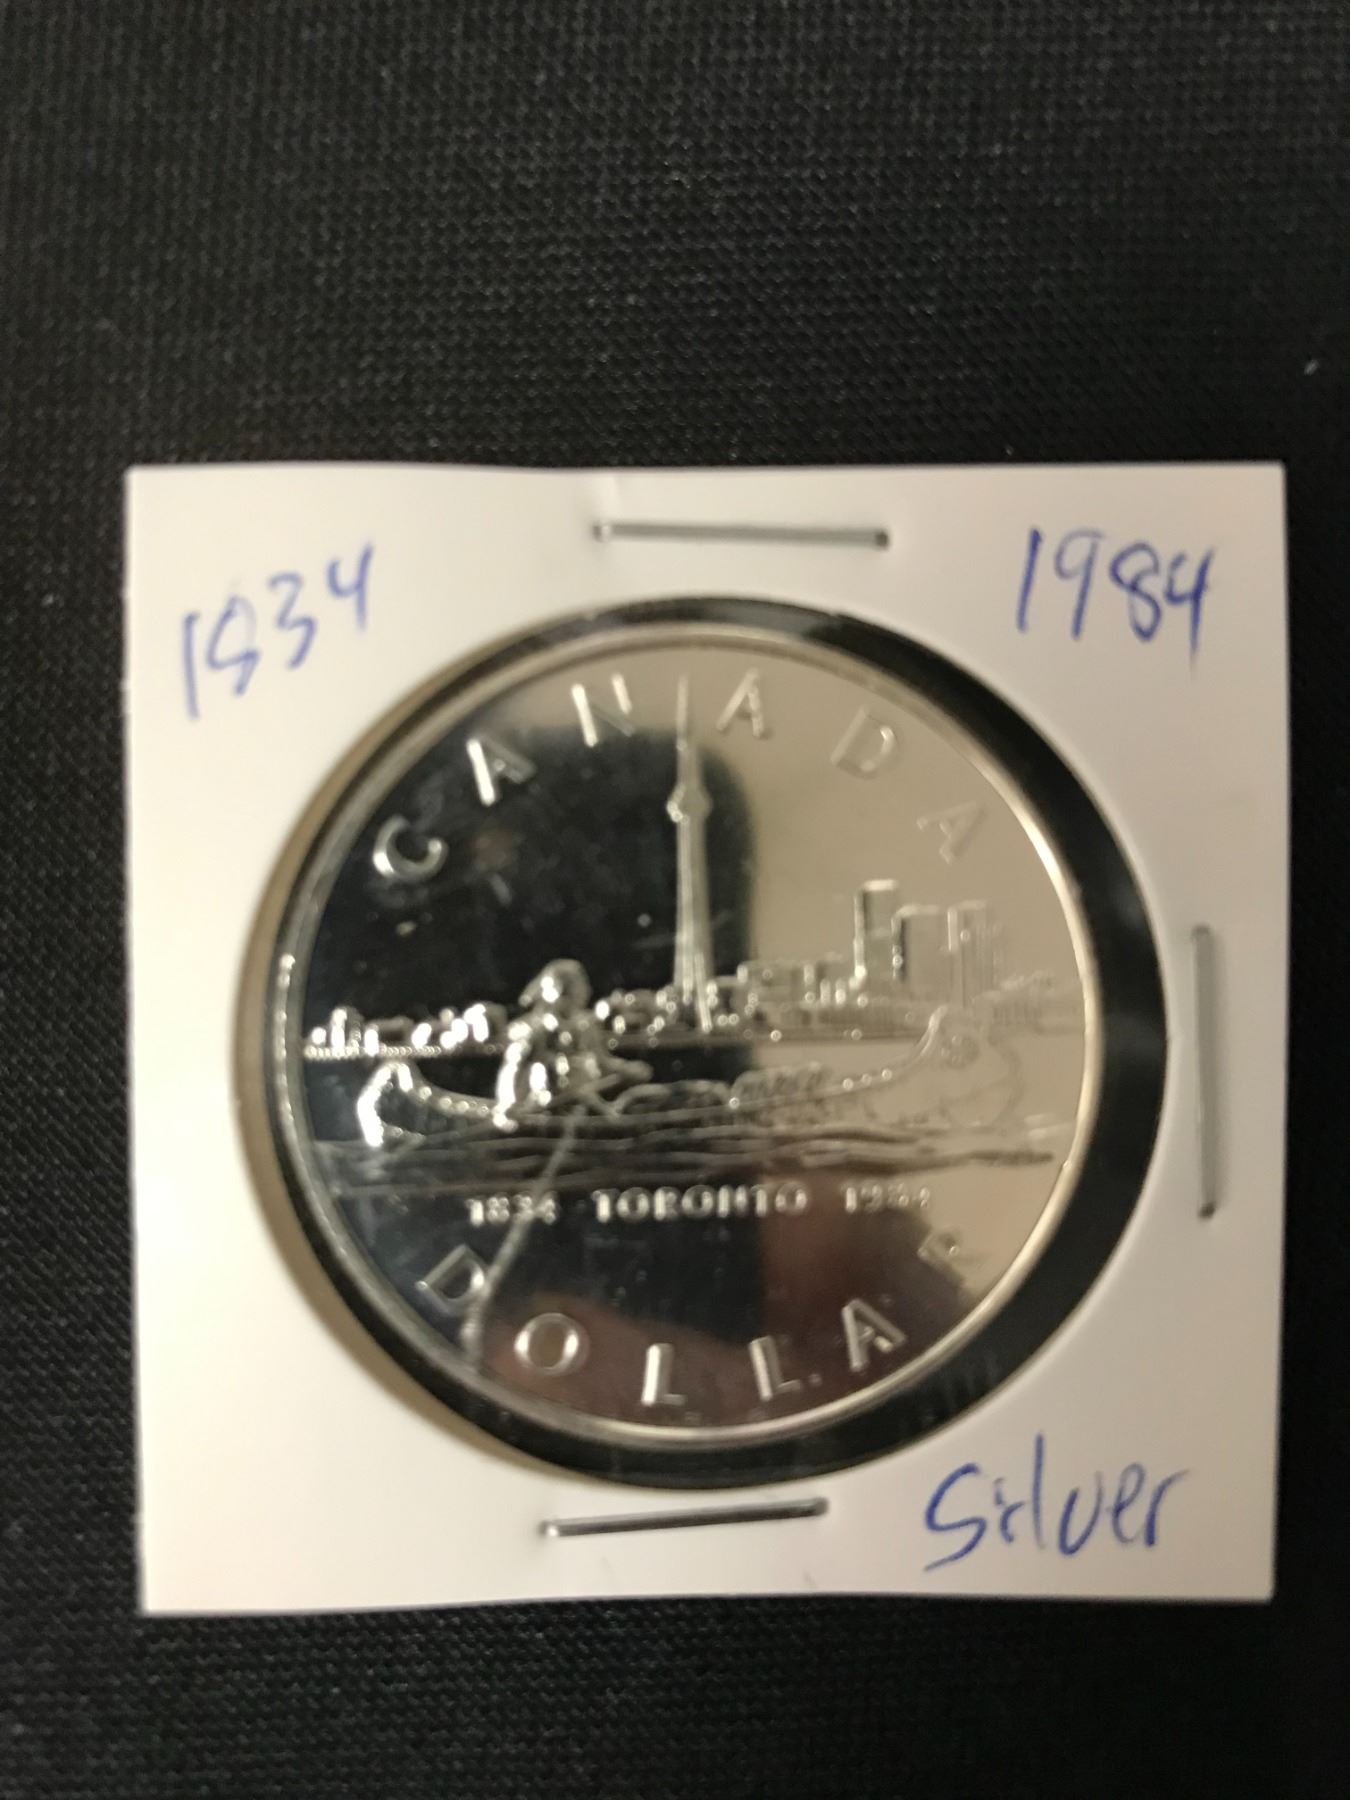 1834
1984
CANADA
1834 TORONTO 1984
DOLLAR
Silver